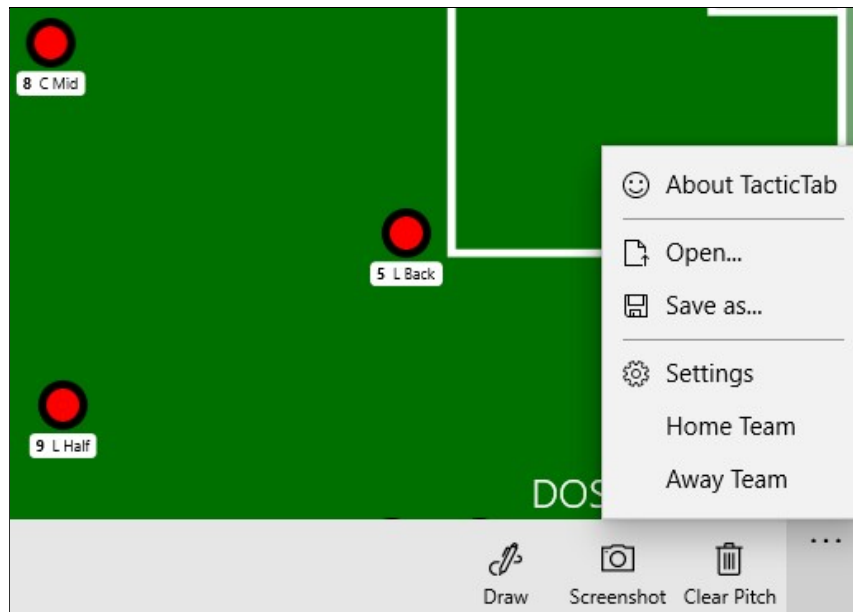 8 C Mid
About TacticTab
Open...
5 L Back
Save as...
Settings
Home Team
9 L Half
Away Team
Draw
Screenshot
Clear Pitch